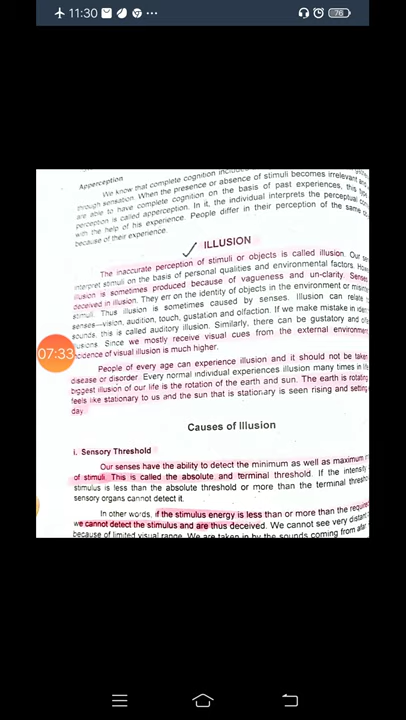 11:30
76
Apperception
We know that complete cognition
through sensation. When the presence or absence of stimuli becomes irrelevant and
are able to have complete cognition on the basis of past experiences, this
perception is called apperception. In it, the individual interprets the perceptual
with the help of his experience. People differ in their perception of the same
because of their experience.
ILLUSION
The inaccurate perception of stimuli or objects is called illusion. Our
interpret stimuli on the basis of personal qualities and environmental factors.
illusion is sometimes produced because of vagueness and un-clarity. Senses
deceived in illusion. They err on the identity of objects in the environment or
stimuli. Thus illusion is sometimes caused by senses. Illusion can relate
senses—vision, audition, touch, gustation and olfaction. If we make mistake in
sounds, this is called auditory illusion. Similarly, there can be gustatory and
Since we mostly receive visual cues from the external environment
of visual illusion is much higher.
07:33
People of every age can experience illusion and it should not be taken
disease or disorder. Every normal individual experiences illusion many times in
biggest illusion of our life is the rotation of the earth and sun. The earth is rotating
feels like stationary to us and the sun that is stationary is seen rising and setting
day.
Causes of Illusion
i. Sensory Threshold
Our senses have the ability to detect the minimum as well as maximum
of stimuli. This is called the absolute and terminal threshold. If the intensity
stimulus is less than the absolute threshold or more than the terminal
sensory organs cannot detect it.
In other words, if the stimulus energy is less than or more than the
we cannot detect the stimulus and are thus deceived. We cannot see very distant
because of limited visual range. We are taken in by the sounds coming from afar